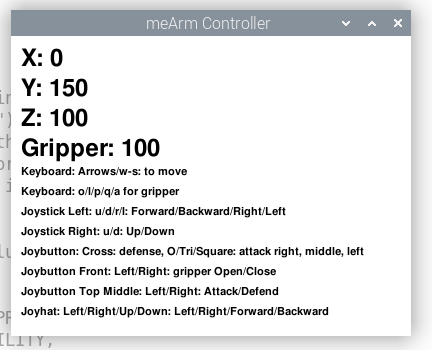 meArm Controller
X: 0
Y: 150
Z: 100
Gripper: 100
Keyboard: Arrows/w-s: to move
Keyboard: o/l/p/q/a for gripper
Joystick Left: u/d/r/l: Forward/Backward/Right/Left
Joystick Right: u/d: Up/Down
Joybutton: Cross: defense, O/Tri/Square: attack right, middle, left
Joybutton Front: Left/Right: gripper Open/Close
Joybutton Top Middle: Left/Right: Attack/Defend
Joyhat: Left/Right/Up/Down: Left/Right/Forward/Backward